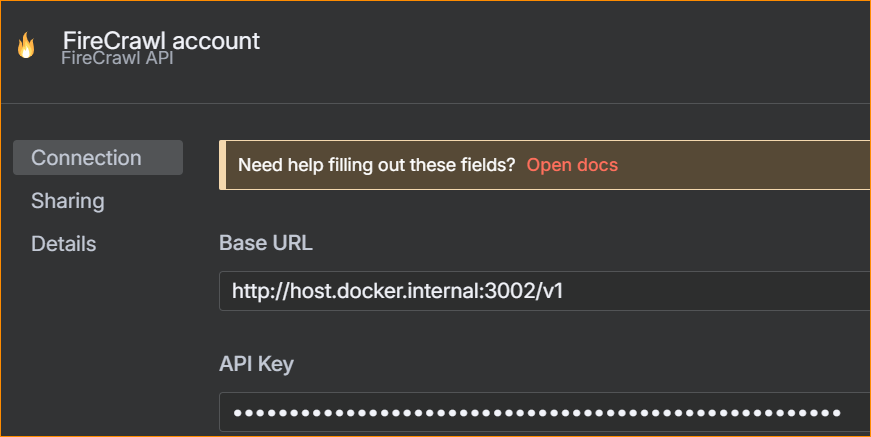 FireCrawl account
FireCrawl API
Connection
Sharing
Details
Need help filling out these fields? Open docs
Base URL
http://host.docker.internal:3002/v1
API Key
••••••••••••••••••••••••••••••••••••••••••••••••••••••